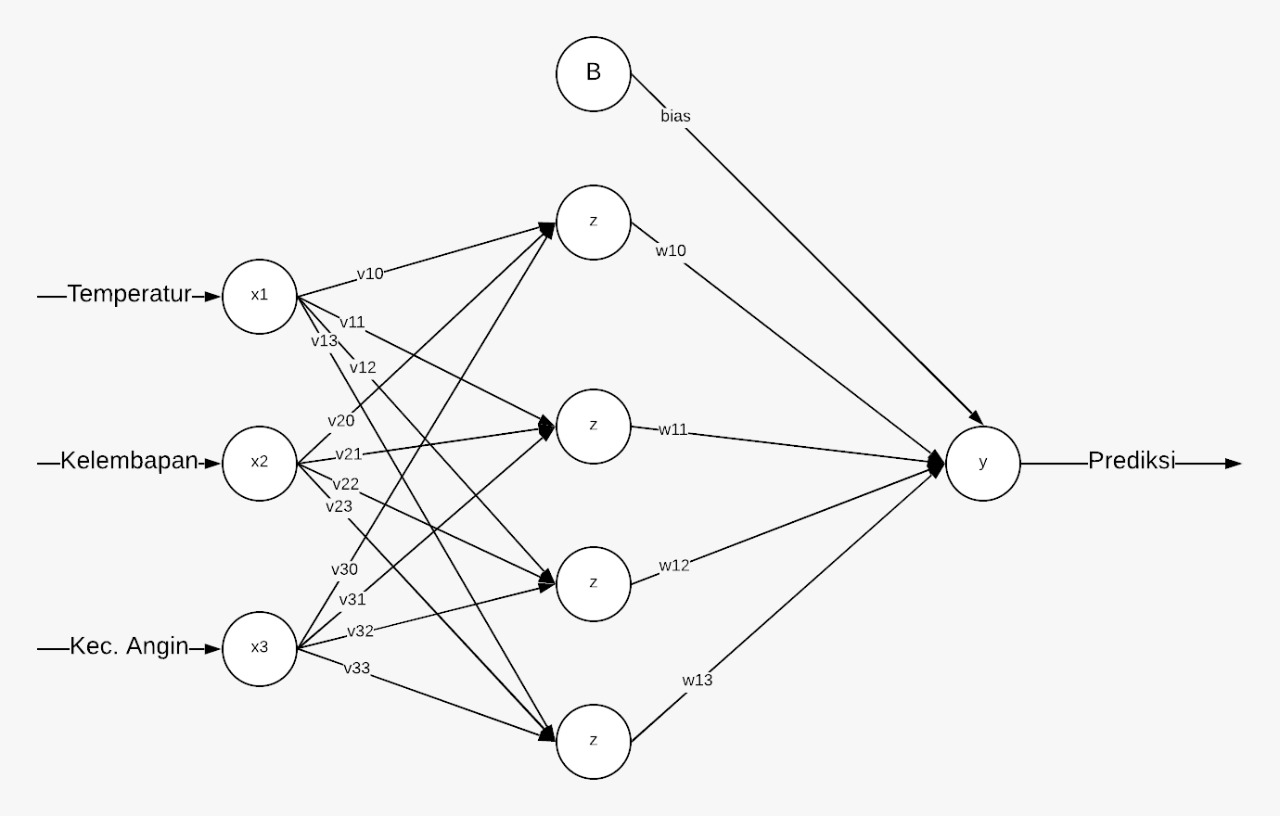 B
bias
z
w10
Temperatur
x1
v10
v11
v13
v12
v20
z
w11
Kelembapan
x2
v21
v22
v23
y
Prediksi
v30
z
w12
v31
v32
Kec. Angin
x3
v33
w13
z